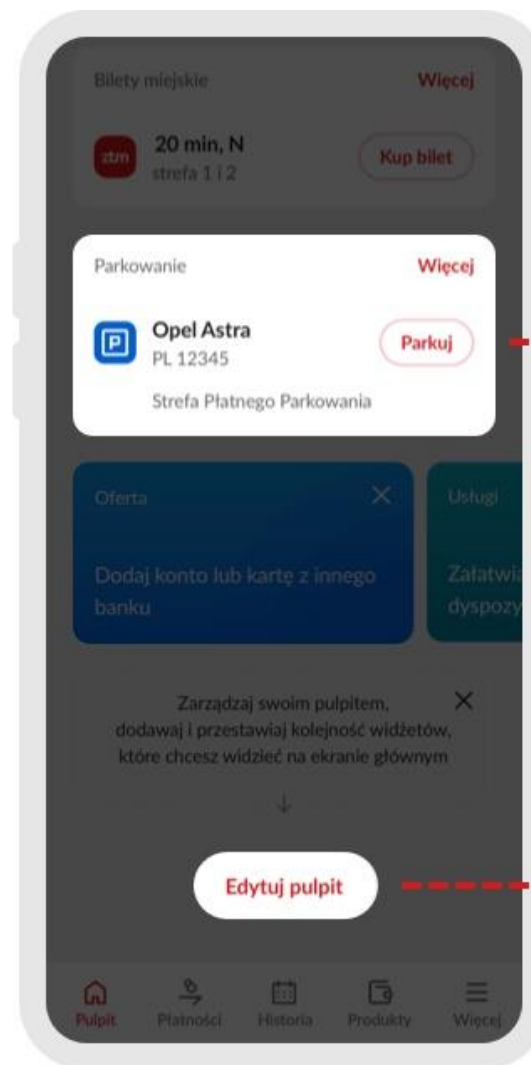 Bilety miejskie
Więcej
ztm
20 min, N
Kup bilet
strefa 1 i 2
Parkowanie
Więcej
P
Opel Astra
Parkuj
PL 12345
Strefa Płatnego Parkowania
Oferta
Usługi
Dodaj konto lub kartę z innego
banku
Załatwia
dyspozy
Zarządzaj swoim pulpitem,
dodawaj i przestawiaj kolejność widżetów,
które chcesz widzieć na ekranie głównym
Edytuj pulpit
Pulpit
Płatności
Historia
Produkty
Więcej